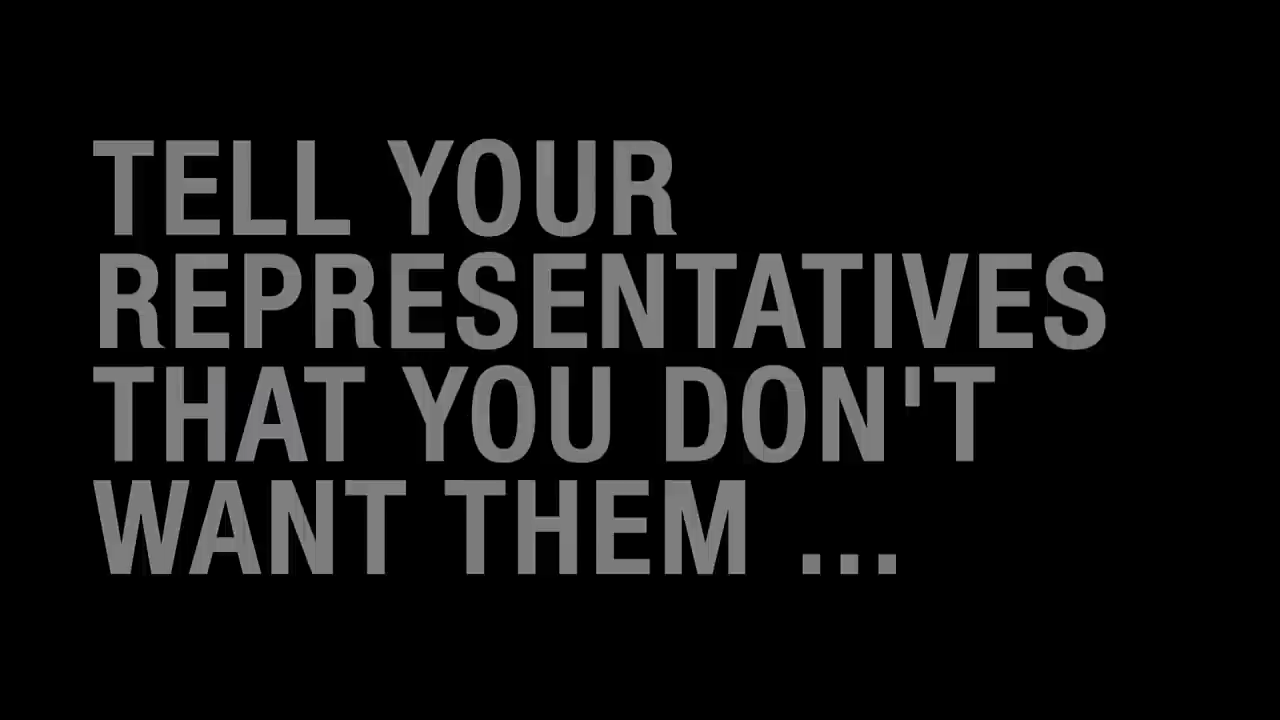 TELL YOUR
REPRESENTATIVES
THAT YOU DON'T
WANT THEM ...